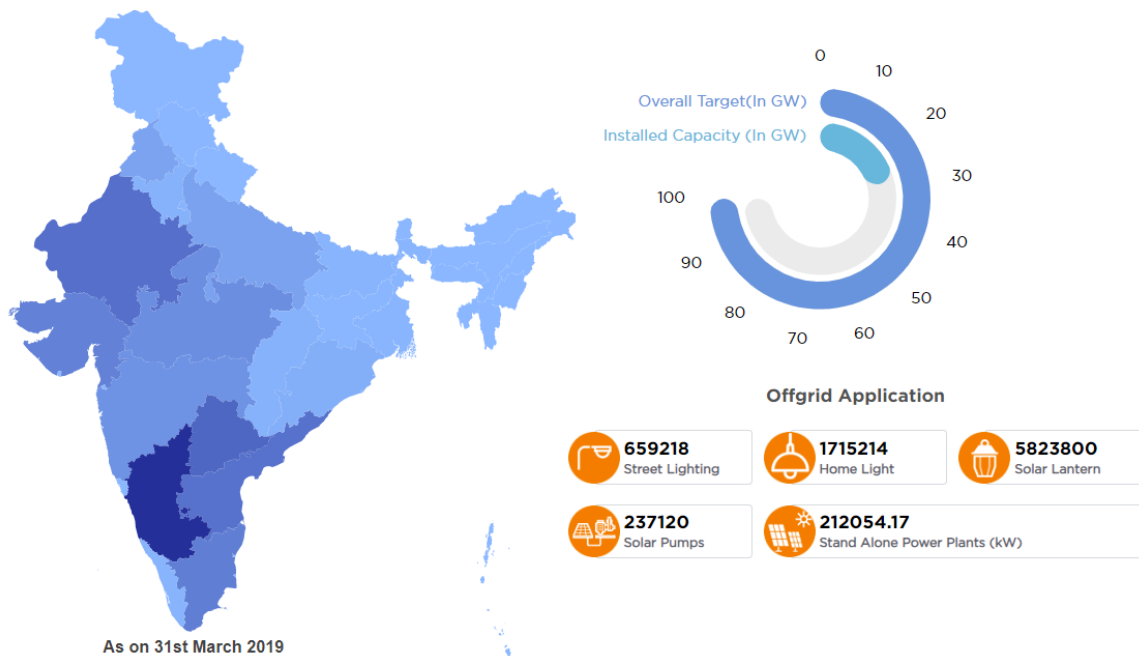 0
10
20
30
40
50
60
70
80
90
100
Overall Target(In GW)
Installed Capacity (In GW)
Offgrid Application
659218
Street Lighting
1715214
Home Light
5823800
Solar Lantern
237120
Solar Pumps
212054.17
Stand Alone Power Plants (kW)
As on 31st March 2019